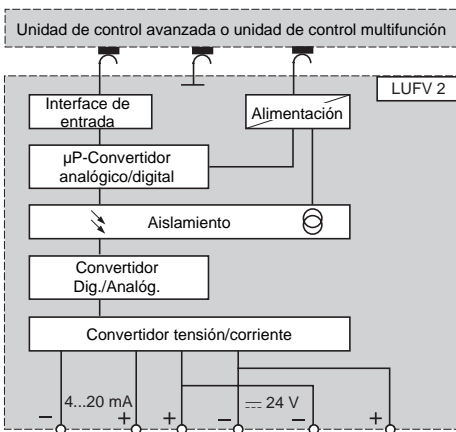 Unidad de control avanzada o unidad de control multifunción
LUFV 2
Interface de
entrada
Alimentación
µP-Convertidor
analógico/digital
Aislamiento
Convertidor
Dig./Analóg.
Convertidor tensión/corriente
4...20 mA
24 V
− + + − − +